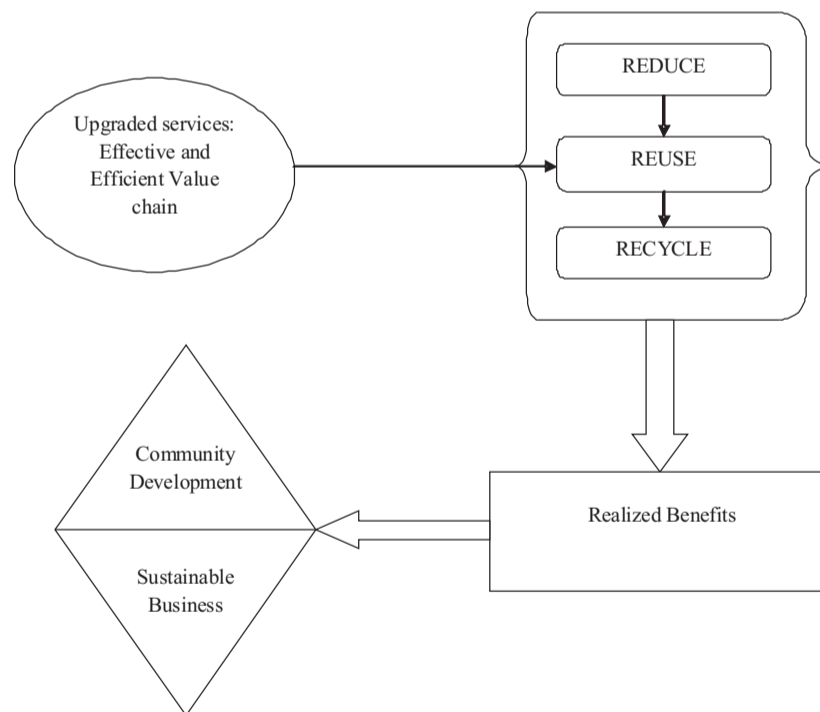 Upgraded services:
Effective and
Efficient Value
chain
REDUCE
REUSE
RECYCLE
Realized Benefits
Community
Development
Sustainable
Business